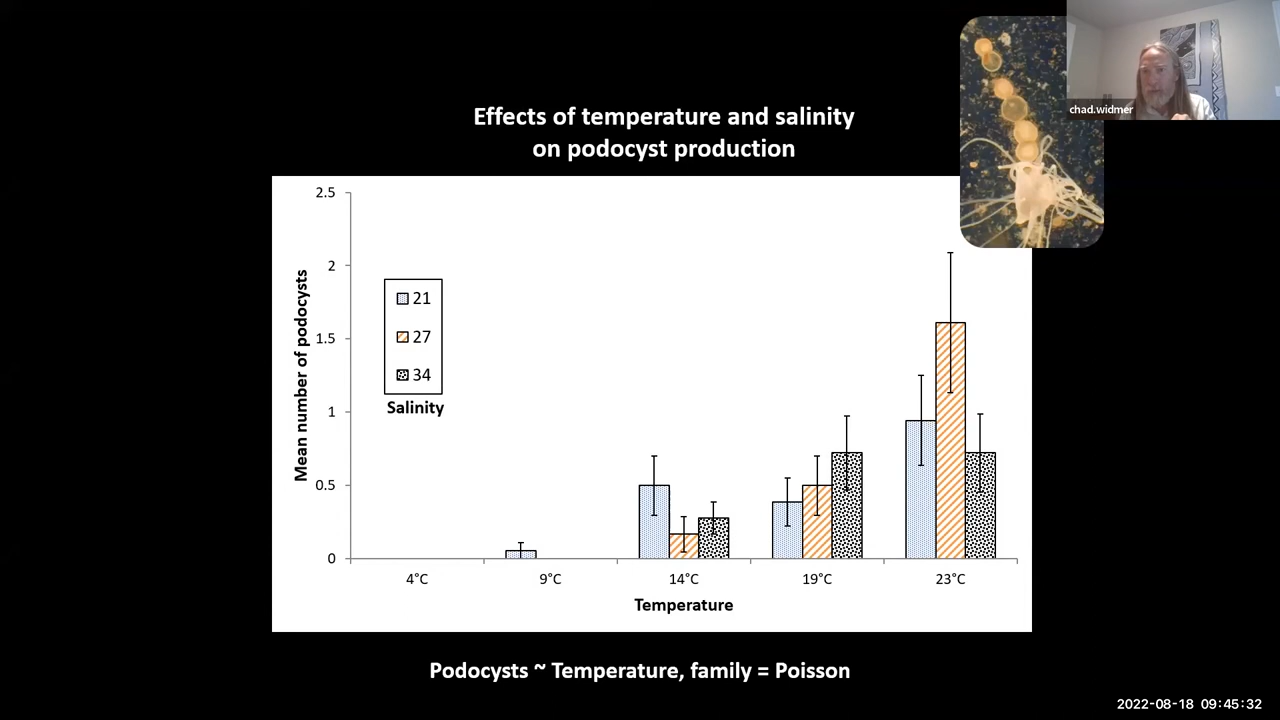 chad.widmer
Effects of temperature and salinity
on podocyst production
2.5
2
1.5
1
0.5
0
Mean number of podocysts
21
27
34
Salinity
4°C
9°C
14°C
19°C
23°C
Temperature
Podocysts ~ Temperature, family = Poisson
2022-08-18 09:45:32